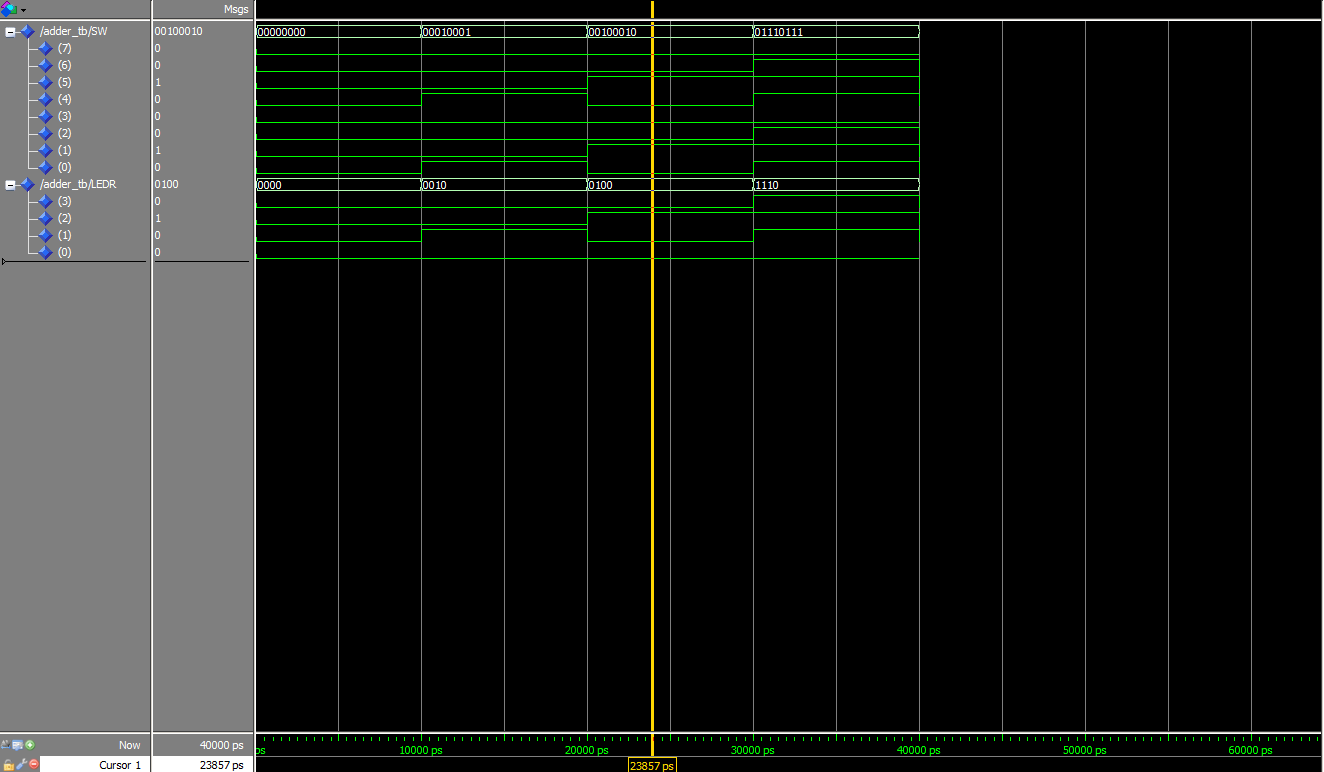 Msgs
/adder_tb/SW 00100010 00000000 00010001 00100010 01110111
(7) 0
(6) 0
(5) 1
(4) 0
(3) 0
(2) 0
(1) 1
(0) 0
/adder_tb/LEDR 0100 0000 0010 0100 1110
(3) 0
(2) 1
(1) 0
(0) 0
Now 40000 ps ps 10000 ps 20000 ps 30000 ps 40000 ps 50000 ps 60000 ps
Cursor 1 23857 ps 23857 ps